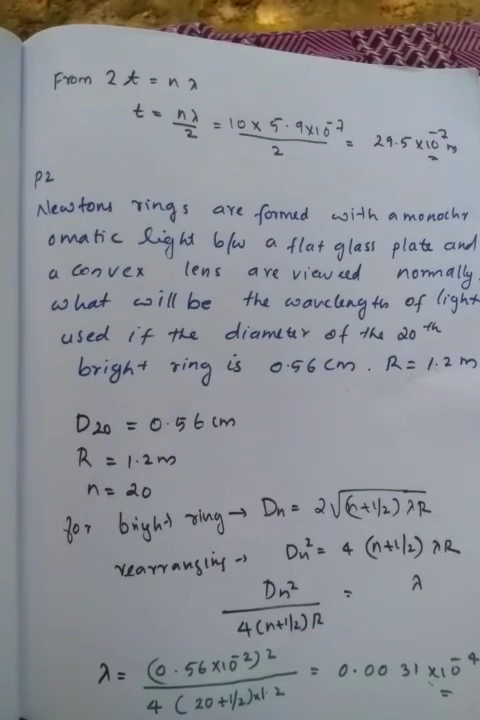 From 2t = nλ
t = nλ/2 = 10 × 5.9×10⁻⁷/2 = 29.5×10⁻⁷m
P2
Newtons rings are formed with a monochr
omatic light b/w a flat glass plate and
a convex lens are viewed normally.
what will be the wavelengths of light
used if the diameter of the 20th
bright ring is 0.56 cm. R = 1.2 m
D₂₀ = 0.56 cm
R = 1.2m
n = 20
for bright ring → Dn = 2√(n+1/2) λR
rearranging → Dn² = 4 (n+1/2) λR
Dn²/4(n+1/2)R = λ
λ = (0.56×10⁻²)²/4(20+1/2)×1.2 = 0.0031×10⁻⁴